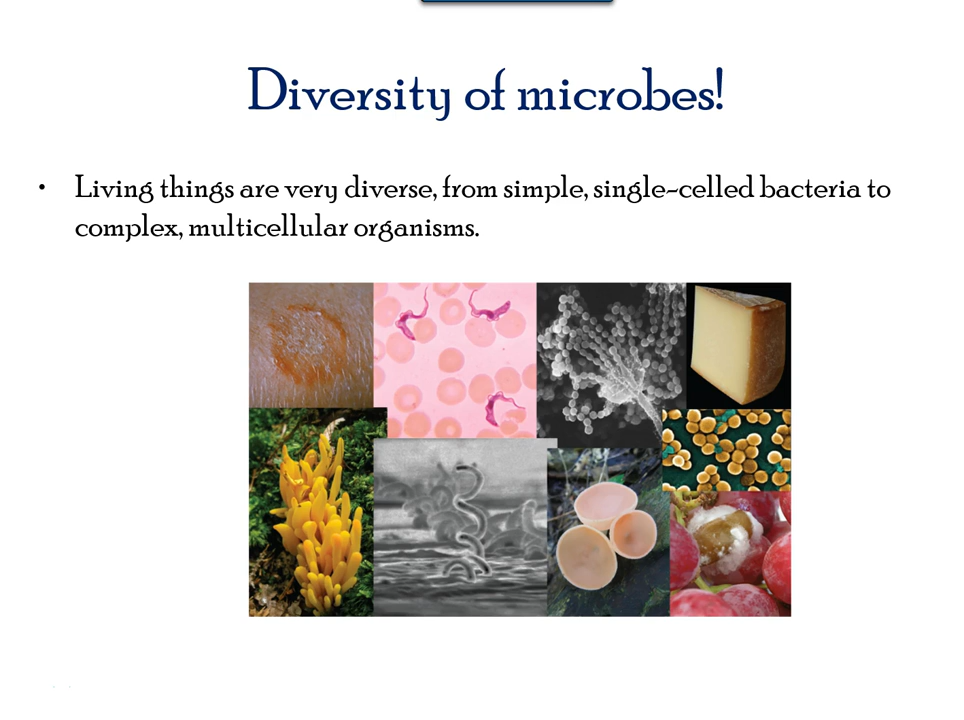 Diversity of microbes!
• Living things are very diverse, from simple, single-celled bacteria to
complex, multicellular organisms.